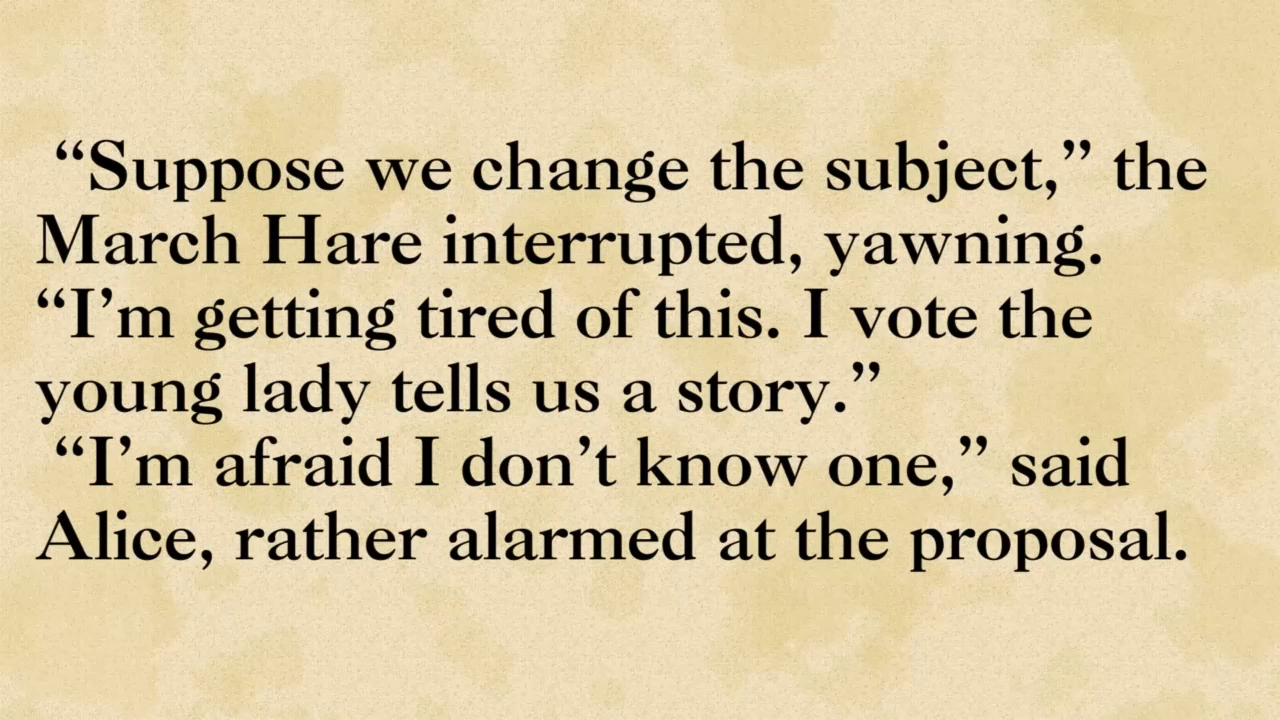 “Suppose we change the subject,” the
March Hare interrupted, yawning.
“I’m getting tired of this. I vote the
young lady tells us a story.”
“I’m afraid I don’t know one,” said
Alice, rather alarmed at the proposal.